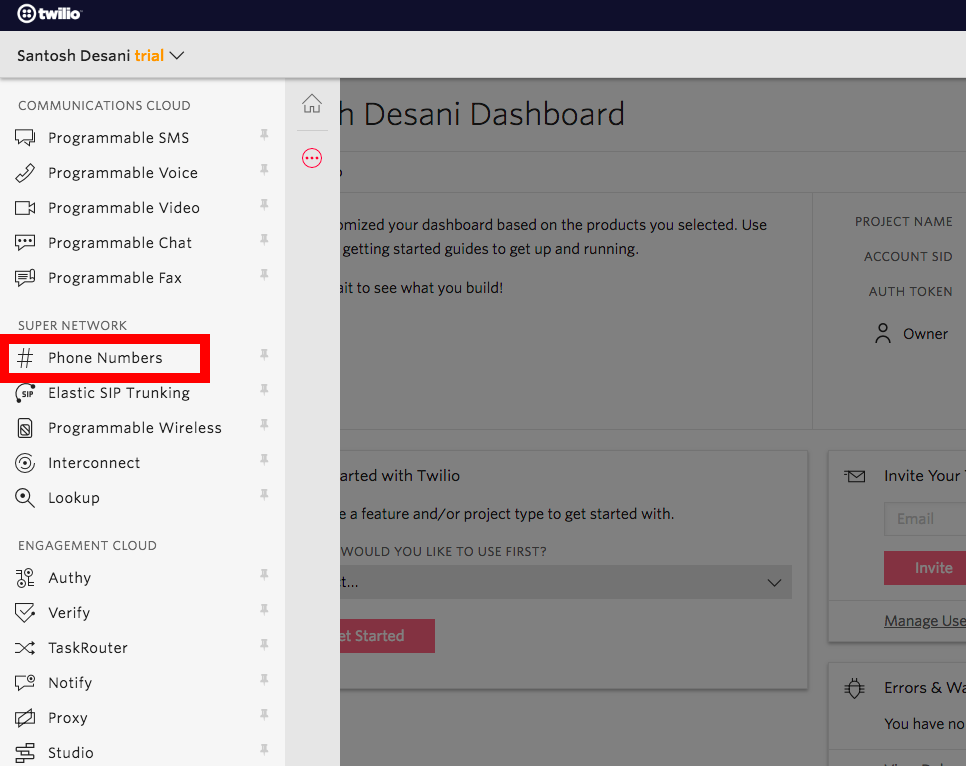 twilio
Santosh Desani trial
COMMUNICATIONS CLOUD
Programmable SMS
Programmable Voice
Programmable Video
Programmable Chat
Programmable Fax
SUPER NETWORK
# Phone Numbers
SIP Elastic SIP Trunking
Programmable Wireless
Interconnect
Lookup
ENGAGEMENT CLOUD
Authy
Verify
TaskRouter
Notify
Proxy
Studio
h Desani Dashboard
omized your dashboard based on the products you selected. Use
getting started guides to get up and running.
ait to see what you build!
PROJECT NAME
ACCOUNT SID
AUTH TOKEN
Owner
arted with Twilio
e a feature and/or project type to get started with.
WOULD YOU LIKE TO USE FIRST?
t...
et Started
Invite Your
Email
Invite
Manage Use
Errors & Wa
You have no